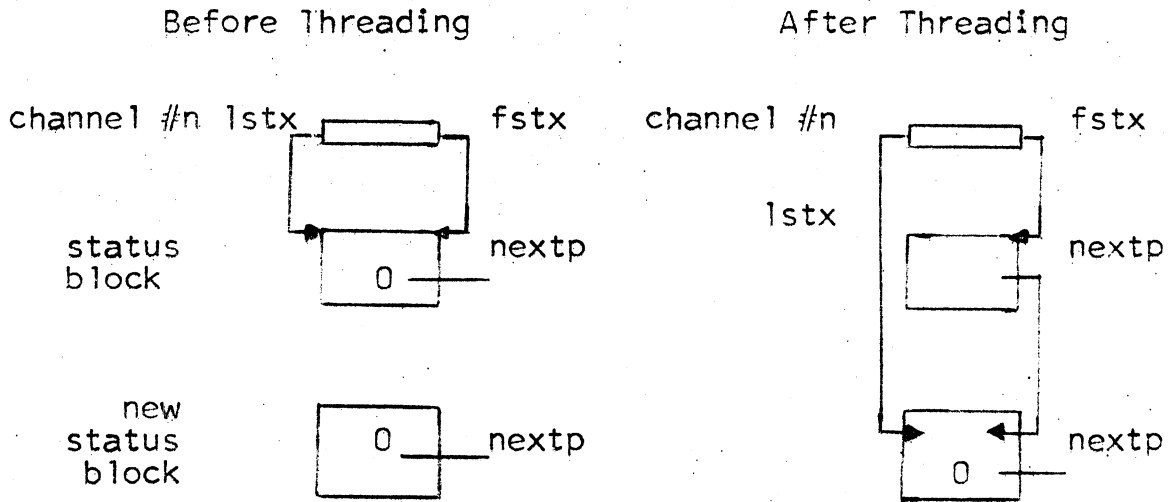 Before Threading
After Threading
channel #n lstx
fstx
channel #n
fstx
lstx
status
block
nextp
0
nextp
new
status
block
0
nextp
nextp
0